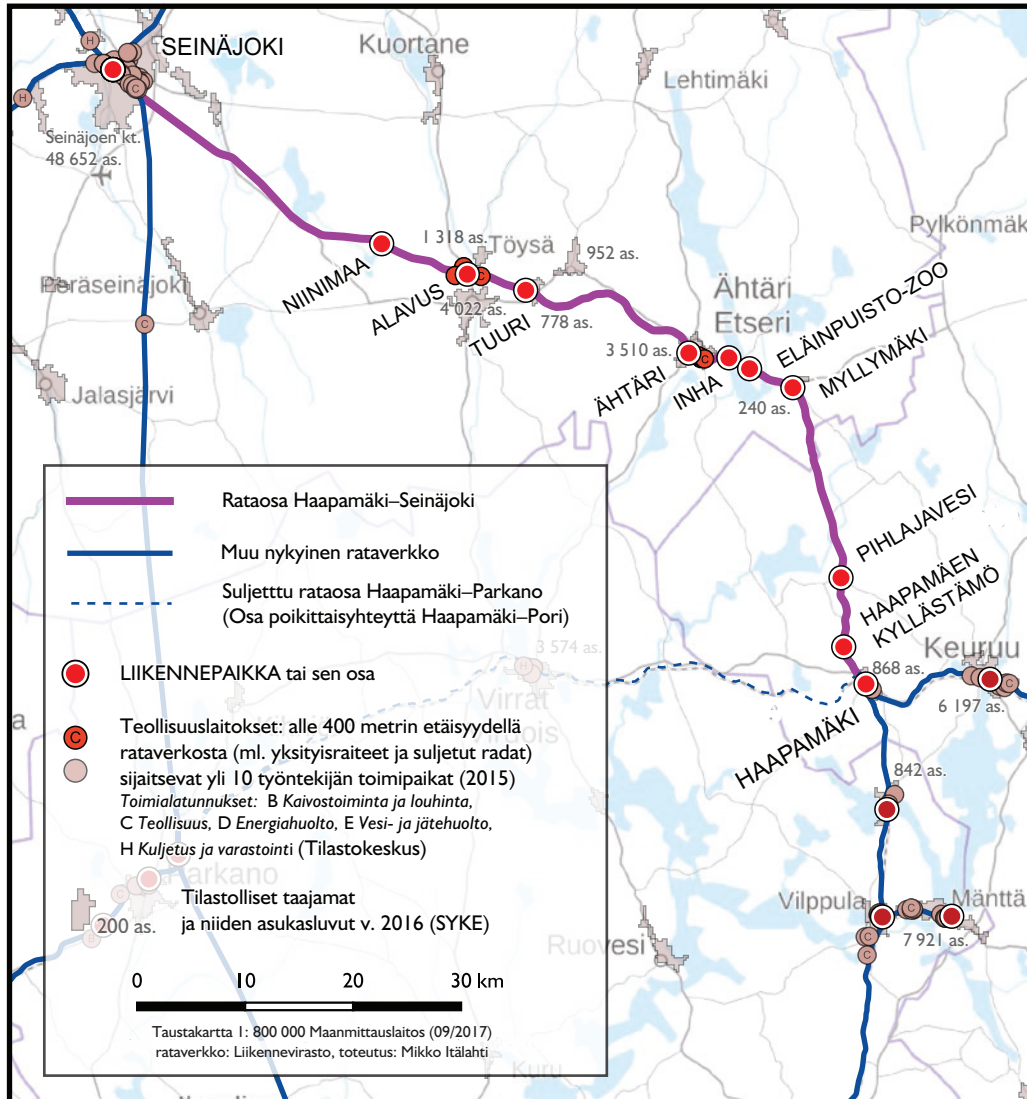 SEINÄJOKI
Kuortane
Lehtimäki
Seinäjoen kt.
48 652 as.
Pylkönmäk
1 318 as.
Töysä
952 as.
NIINIMAA
ALAVUS
4 022 as.
TUURI
778 as.
Peräseinäjoki
Ähtäri
Etseri
3 510 as.
ÄHTÄRI
INHA
ELÄINPUISTO-ZOO
MYLLYMÄKI
240 as.
Jalasjärvi
PIHLAJAVESI
HAAPAMÄEN
KYLLÄSTÄMÖ
Keuruu
868 as.
6 197 as.
HAAPAMÄKI
842 as.
Vilppula
Mänttä
7 921 as.
Ruovesi
Rataosa Haapamäki–Seinäjoki
Muu nykyinen rataverkko
Suljettu rataosa Haapamäki–Parkano
(Osa poikittaisyhteyttä Haapamäki–Pori)
3 574 as.
Virrat
Virdois
LIIKENNEPAIKKA tai sen osa
C Teollisuuslaitokset: alle 400 metrin etäisyydellä
rataverkosta (ml. yksityisraiteet ja suljetut radat)
sijaitsevat yli 10 työntekijän toimipaikat (2015)
Toimialatunnukset: B Kaivostoiminta ja louhinta,
C Teollisuus, D Energiahuolto, E Vesi- ja jätehuolto,
H Kuljetus ja varastointi (Tilastokeskus)
Parkano
200 as.
Tilastolliset taajamat
ja niiden asukasluvut v. 2016 (SYKE)
0 10 20 30 km
Taustakartta 1: 800 000 Maanmittauslaitos (09/2017)
rataverkko: Liikennevirasto, toteutus: Mikko Itälahti
Kuru